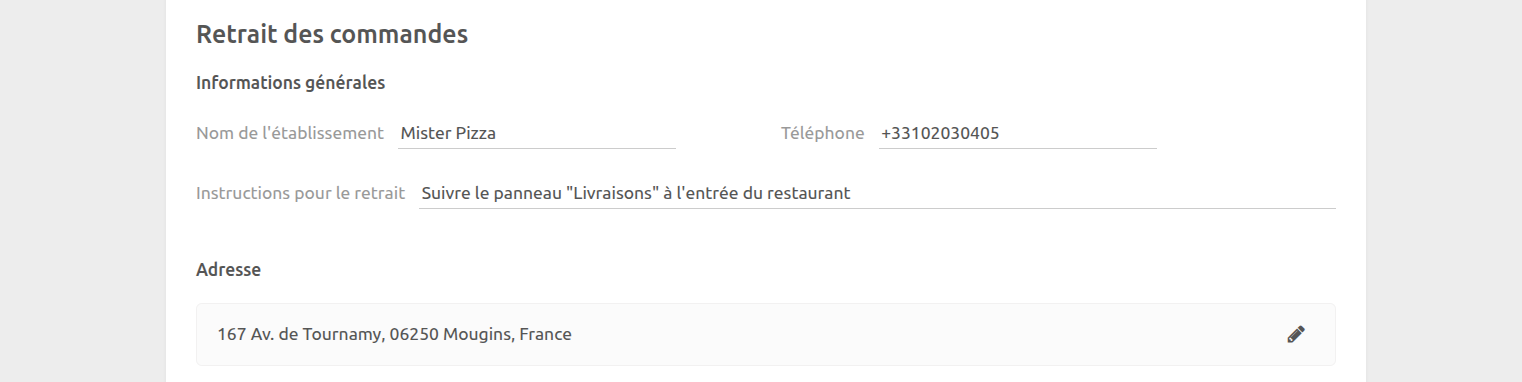 Retrait des commandes
Informations générales
Nom de l'établissement Mister Pizza Téléphone +33102030405
Instructions pour le retrait Suivre le panneau "Livraisons" à l'entrée du restaurant
Adresse
167 Av. de Tournamy, 06250 Mougins, France